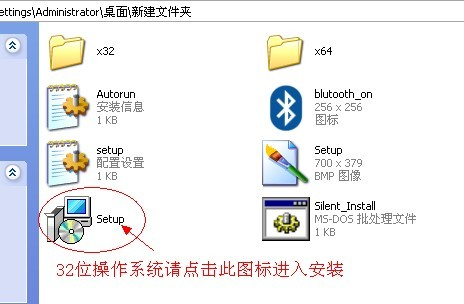 ettings\Administrator\桌面\新建文件夹
x32
x64
Autorun
安装信息
1 KB
blutooth_on
256 x 256
图标
setup
配置设置
1 KB
Setup
700 x 379
BMP 图像
Setup
Silent_Install
MS-DOS 批处理文件
1 KB
32位操作系统请点击此图标进入安装